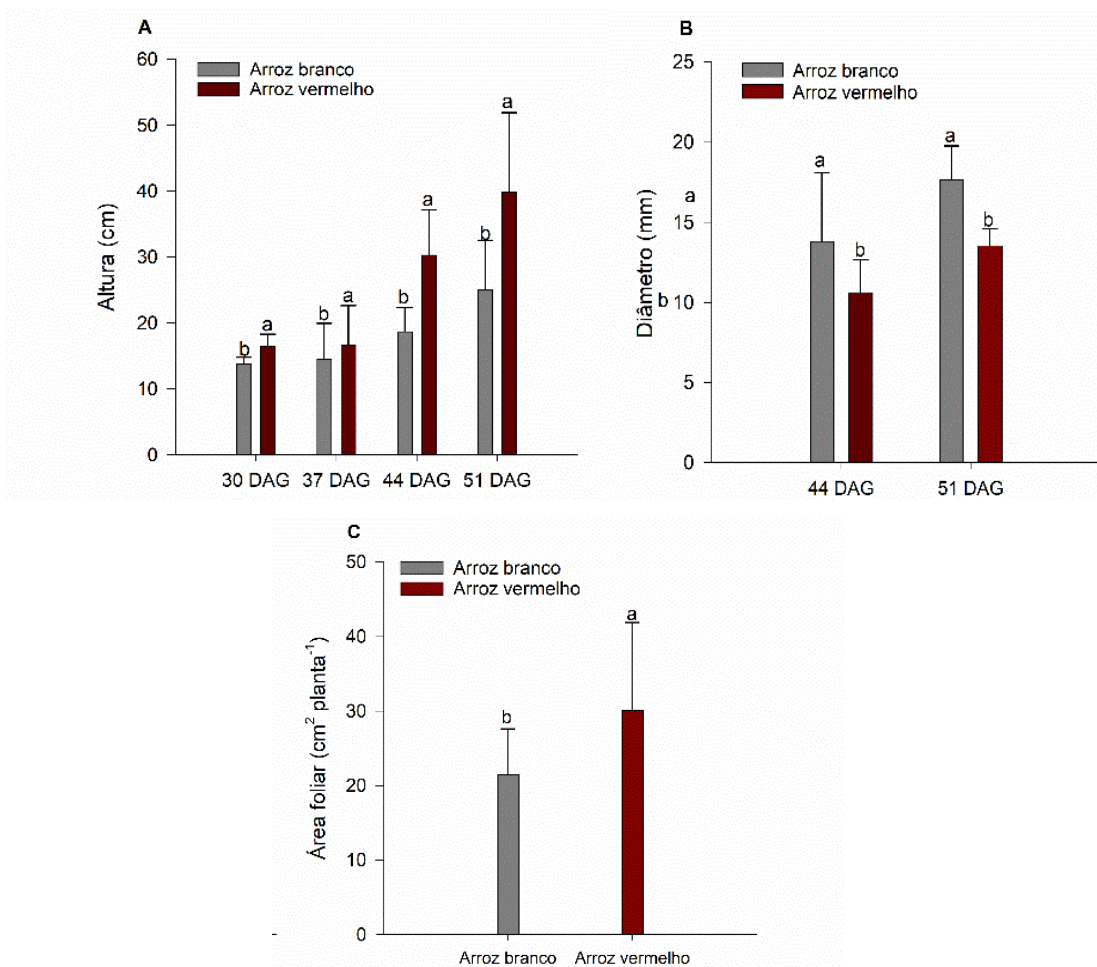 A
Arroz branco
Arroz vermelho
Altura (cm)
60
50
40
30
20
10
0
b a
b a
b a
b a
30 DAG 37 DAG 44 DAG 51 DAG
B
Arroz branco
Arroz vermelho
Diâmetro (mm)
25
20
15
10
5
0
a
b
a b
a b
44 DAG 51 DAG
C
Arroz branco
Arroz vermelho
Área foliar (cm² planta⁻¹)
50
40
30
20
10
0
b a
Arroz branco Arroz vermelho